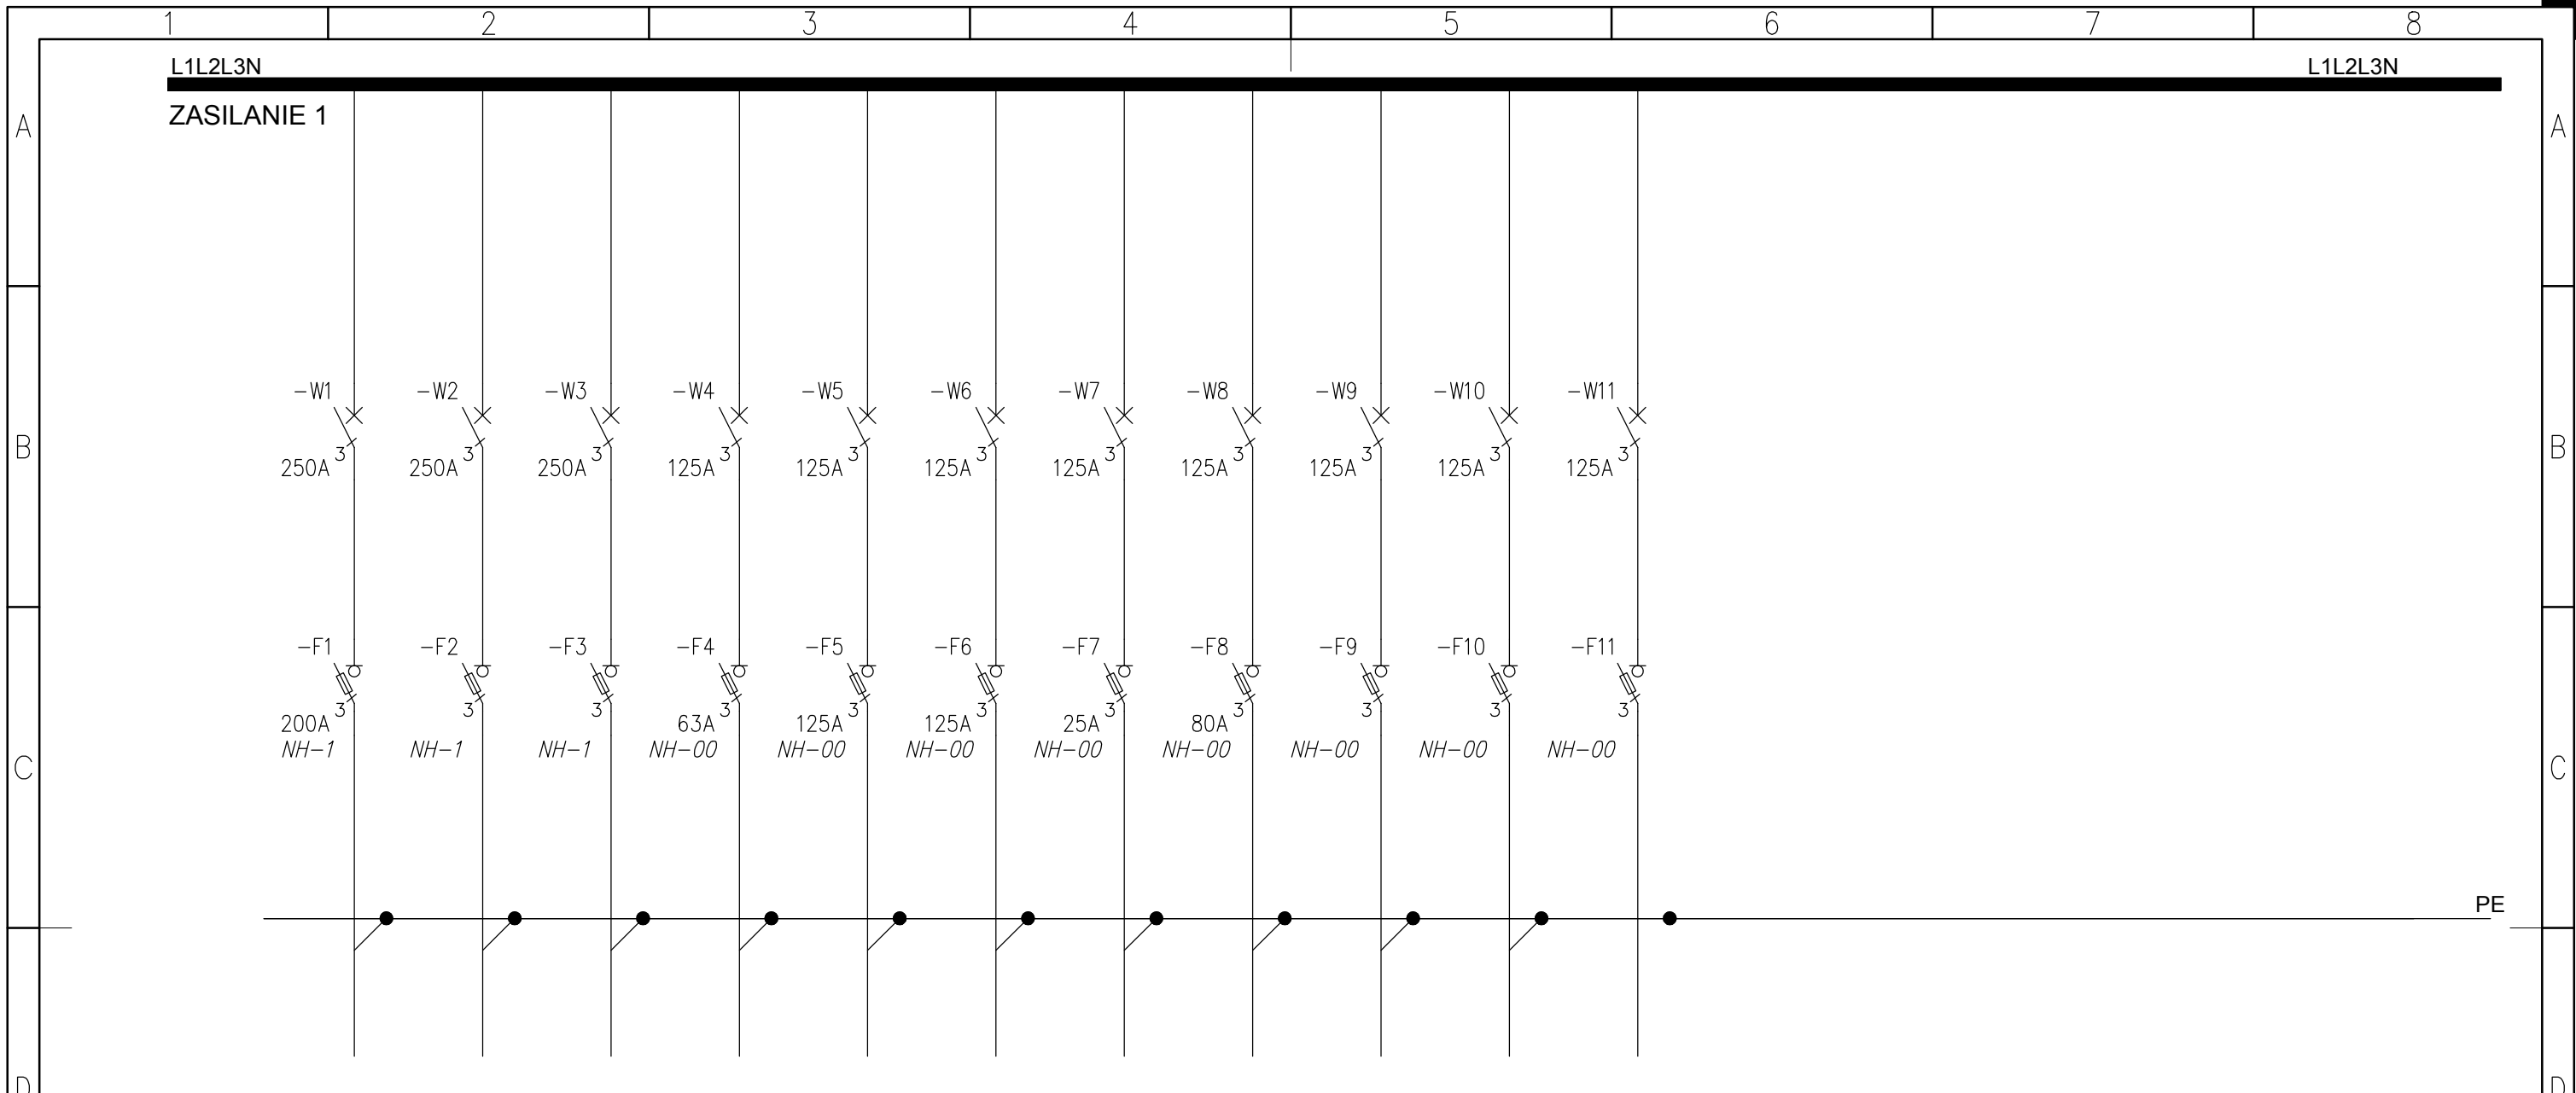 1 2 3 4 5 6 7 8
L1L2L3N L1L2L3N
ZASILANIE 1
A A
-W1 -W2 -W3 -W4 -W5 -W6 -W7 -W8 -W9 -W10 -W11
B B
3 3 3 3 3 3 3 3 3 3 3
250A 250A 250A 125A 125A 125A 125A 125A 125A 125A 125A
-F1 -F2 -F3 -F4 -F5 -F6 -F7 -F8 -F9 -F10 -F11
3 3 3 3 3 3 3 3 3 3 3
200A 63A 125A 125A 25A 80A
NH-1 NH-1 NH-1 NH-00 NH-00 NH-00 NH-00 NH-00 NH-00 NH-00 NH-00
C C
PE
D D